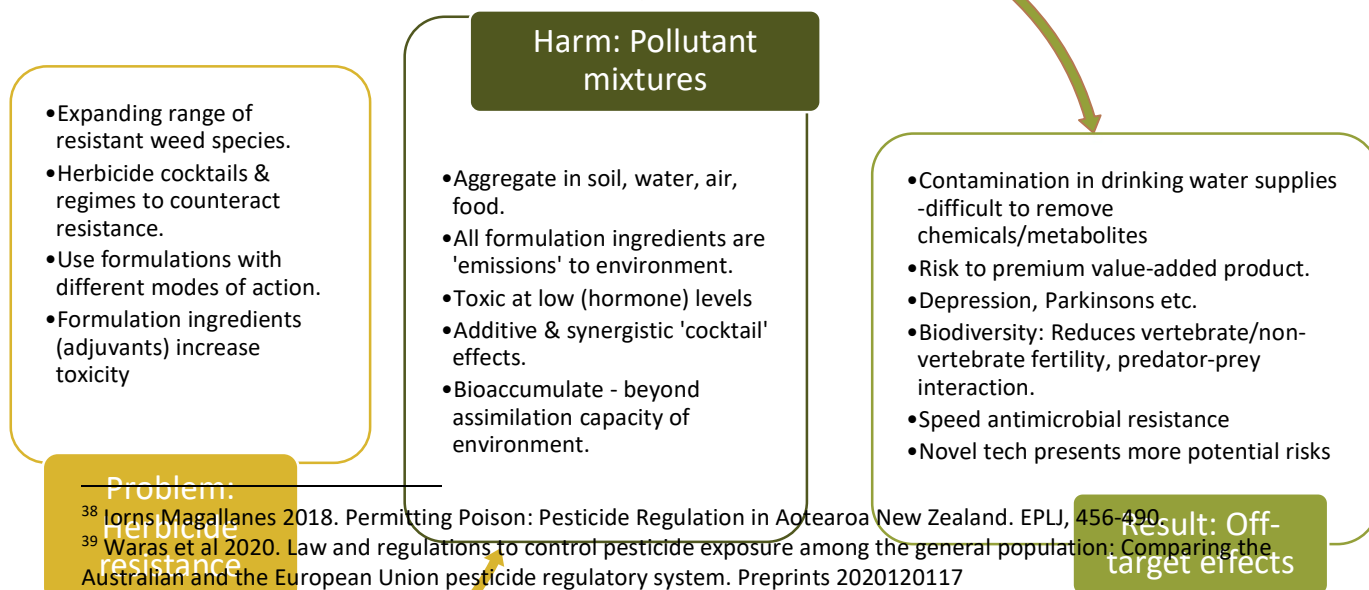 •Expanding range of
resistant weed species.
•Herbicide cocktails &
regimes to counteract
resistance.
•Use formulations with
different modes of action.
•Formulation ingredients
(adjuvants) increase
toxicity
Problem:
Herbicide
resistance
Harm: Pollutant
mixtures
•Aggregate in soil, water, air,
food.
•All formulation ingredients are
'emissions' to environment.
•Toxic at low (hormone) levels
•Additive & synergistic 'cocktail'
effects.
•Bioaccumulate - beyond
assimilation capacity of
environment.
•Contamination in drinking water supplies
-difficult to remove
chemicals/metabolites
•Risk to premium value-added product.
•Depression, Parkinsons etc.
•Biodiversity: Reduces vertebrate/non-
vertebrate fertility, predator-prey
interaction.
•Speed antimicrobial resistance
•Novel tech presents more potential risks
Result: Off-
target effects
38 Iorns Magallanes 2018. Permitting Poison: Pesticide Regulation in Aotearoa New Zealand. EPLJ, 456-490.
39 Waras et al 2020. Law and regulations to control pesticide exposure among the general population: Comparing the
Australian and the European Union pesticide regulatory system. Preprints 2020120117